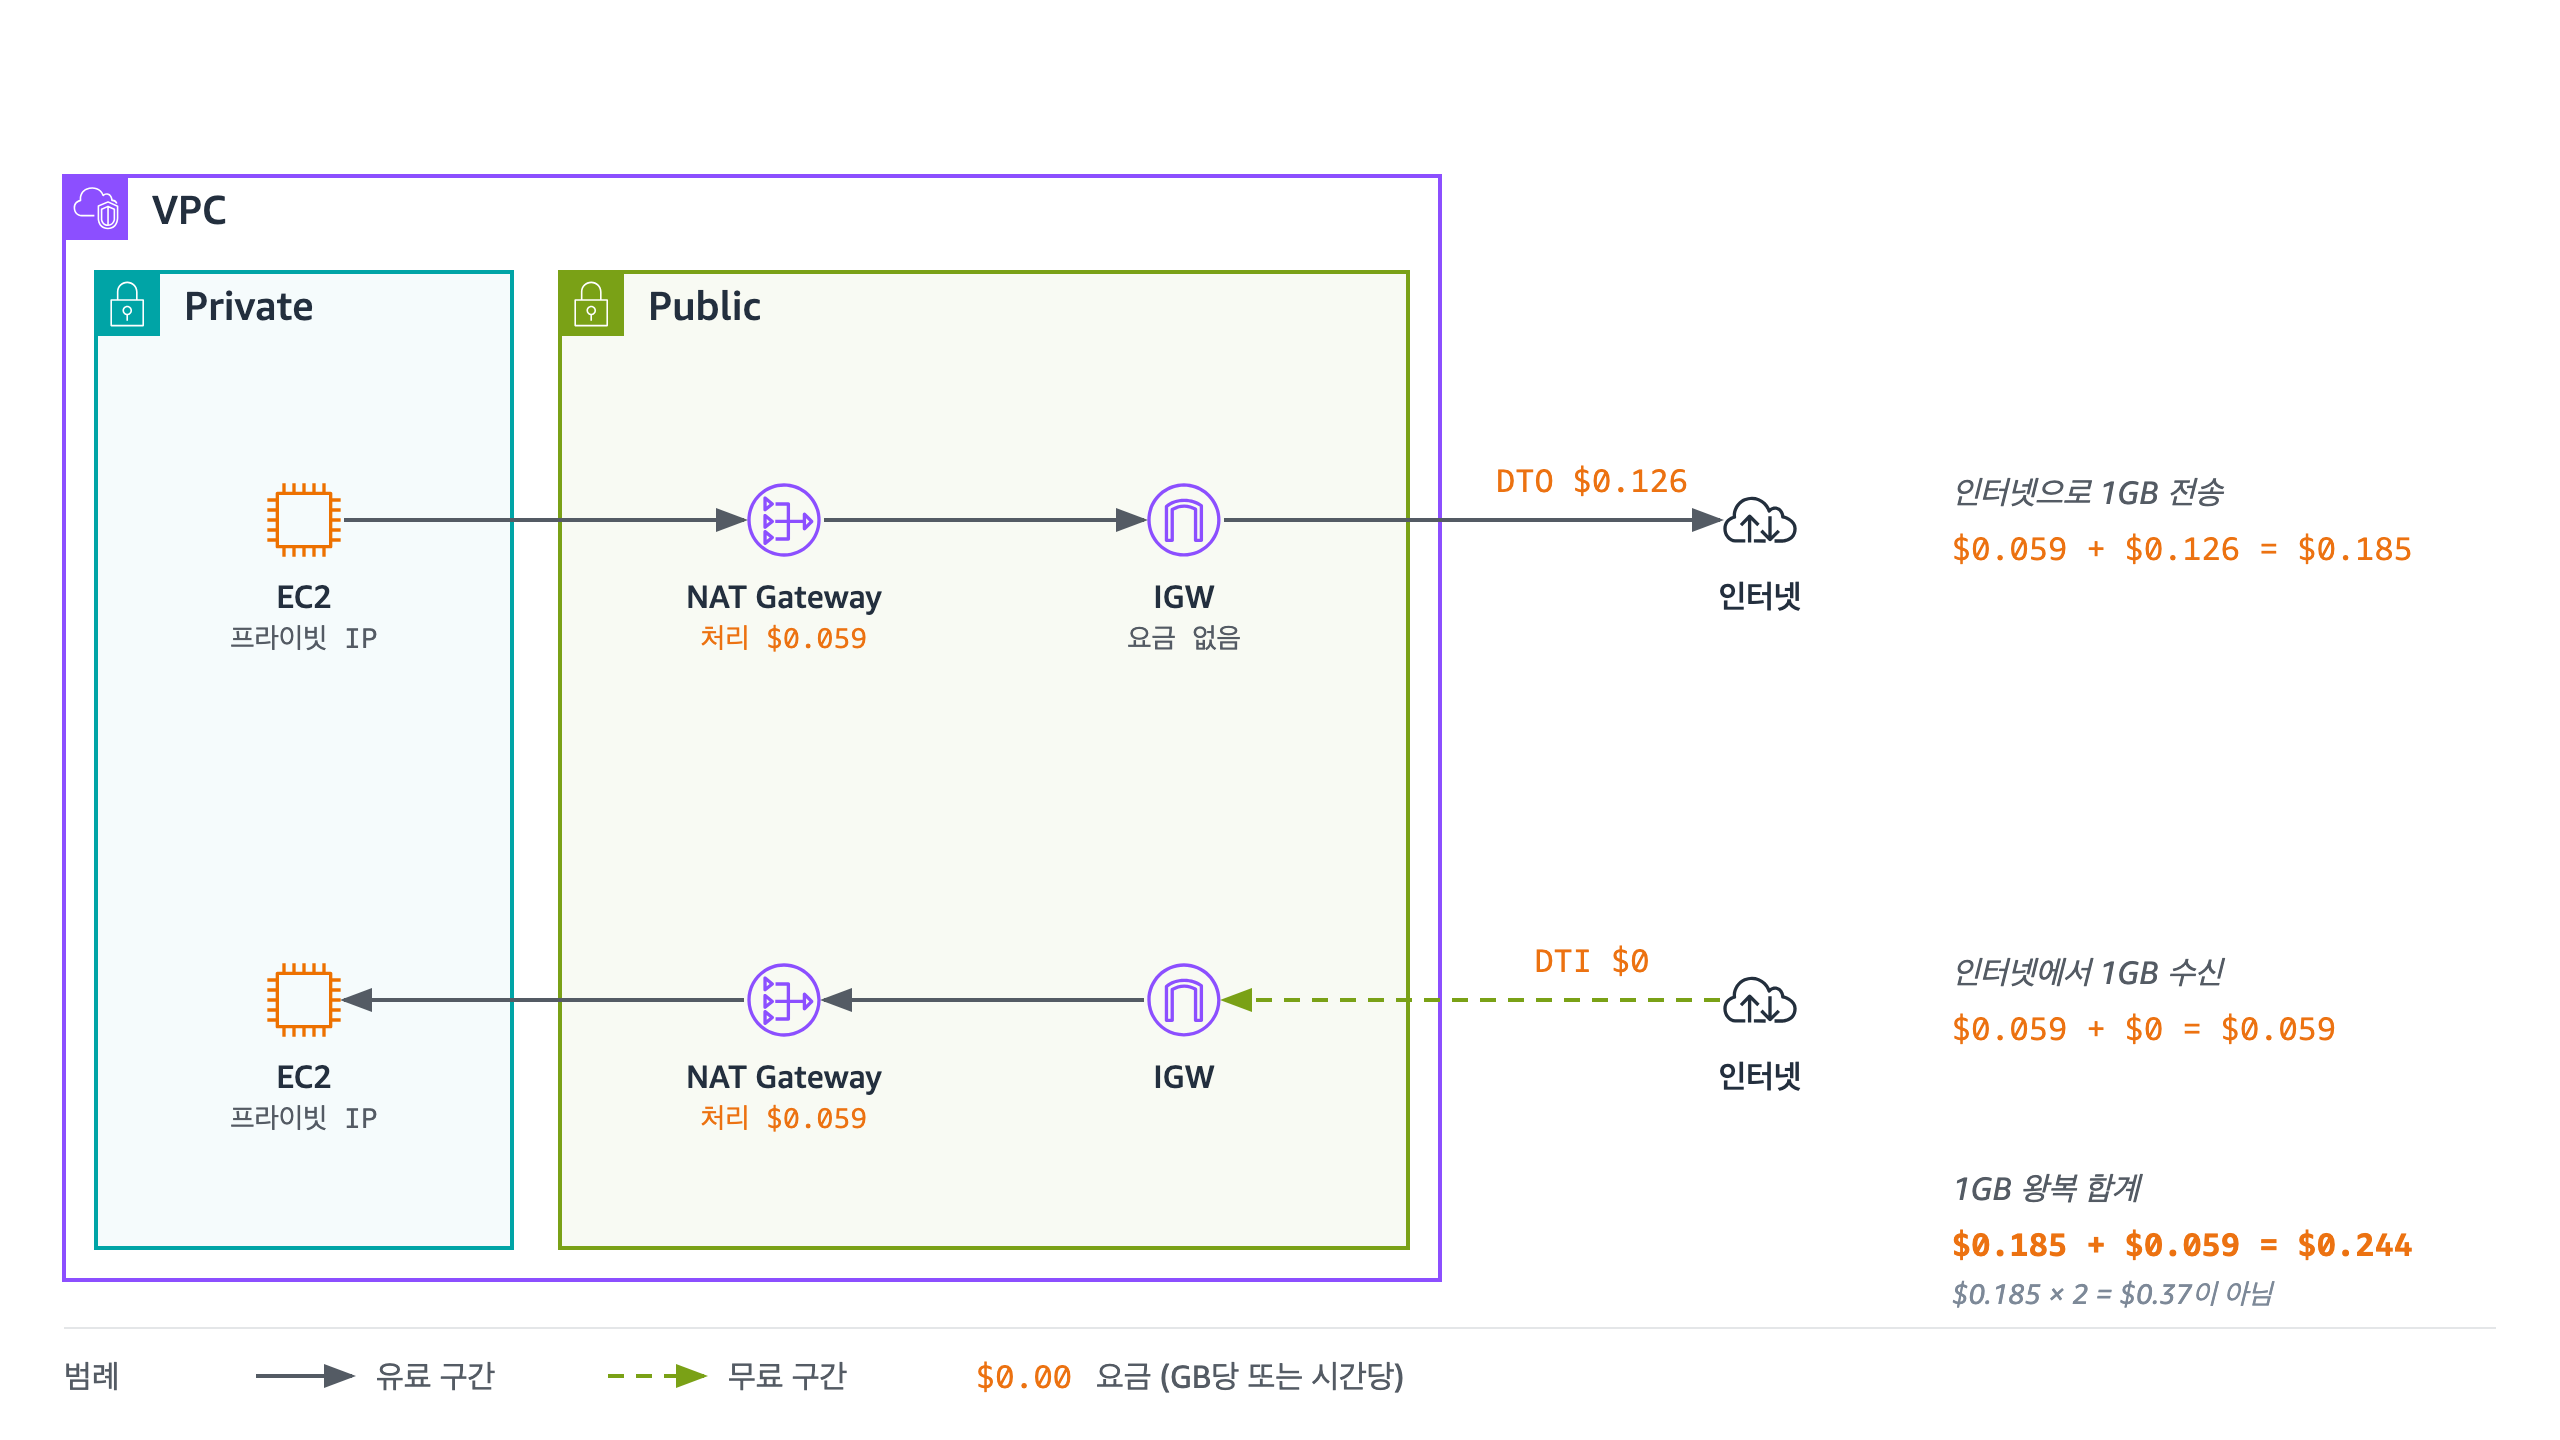 VPC
Private
Public
DTO $0.126
EC2
프라이빗 IP
NAT Gateway
처리 $0.059
IGW
요금 없음
인터넷
인터넷으로 1GB 전송
$0.059 + $0.126 = $0.185
DTI $0
EC2
프라이빗 IP
NAT Gateway
처리 $0.059
IGW
인터넷
인터넷에서 1GB 수신
$0.059 + $0 = $0.059
1GB 왕복 합계
$0.185 + $0.059 = $0.244
$0.185 × 2 = $0.37이 아님
범례
유료 구간
무료 구간
$0.00 요금 (GB당 또는 시간당)